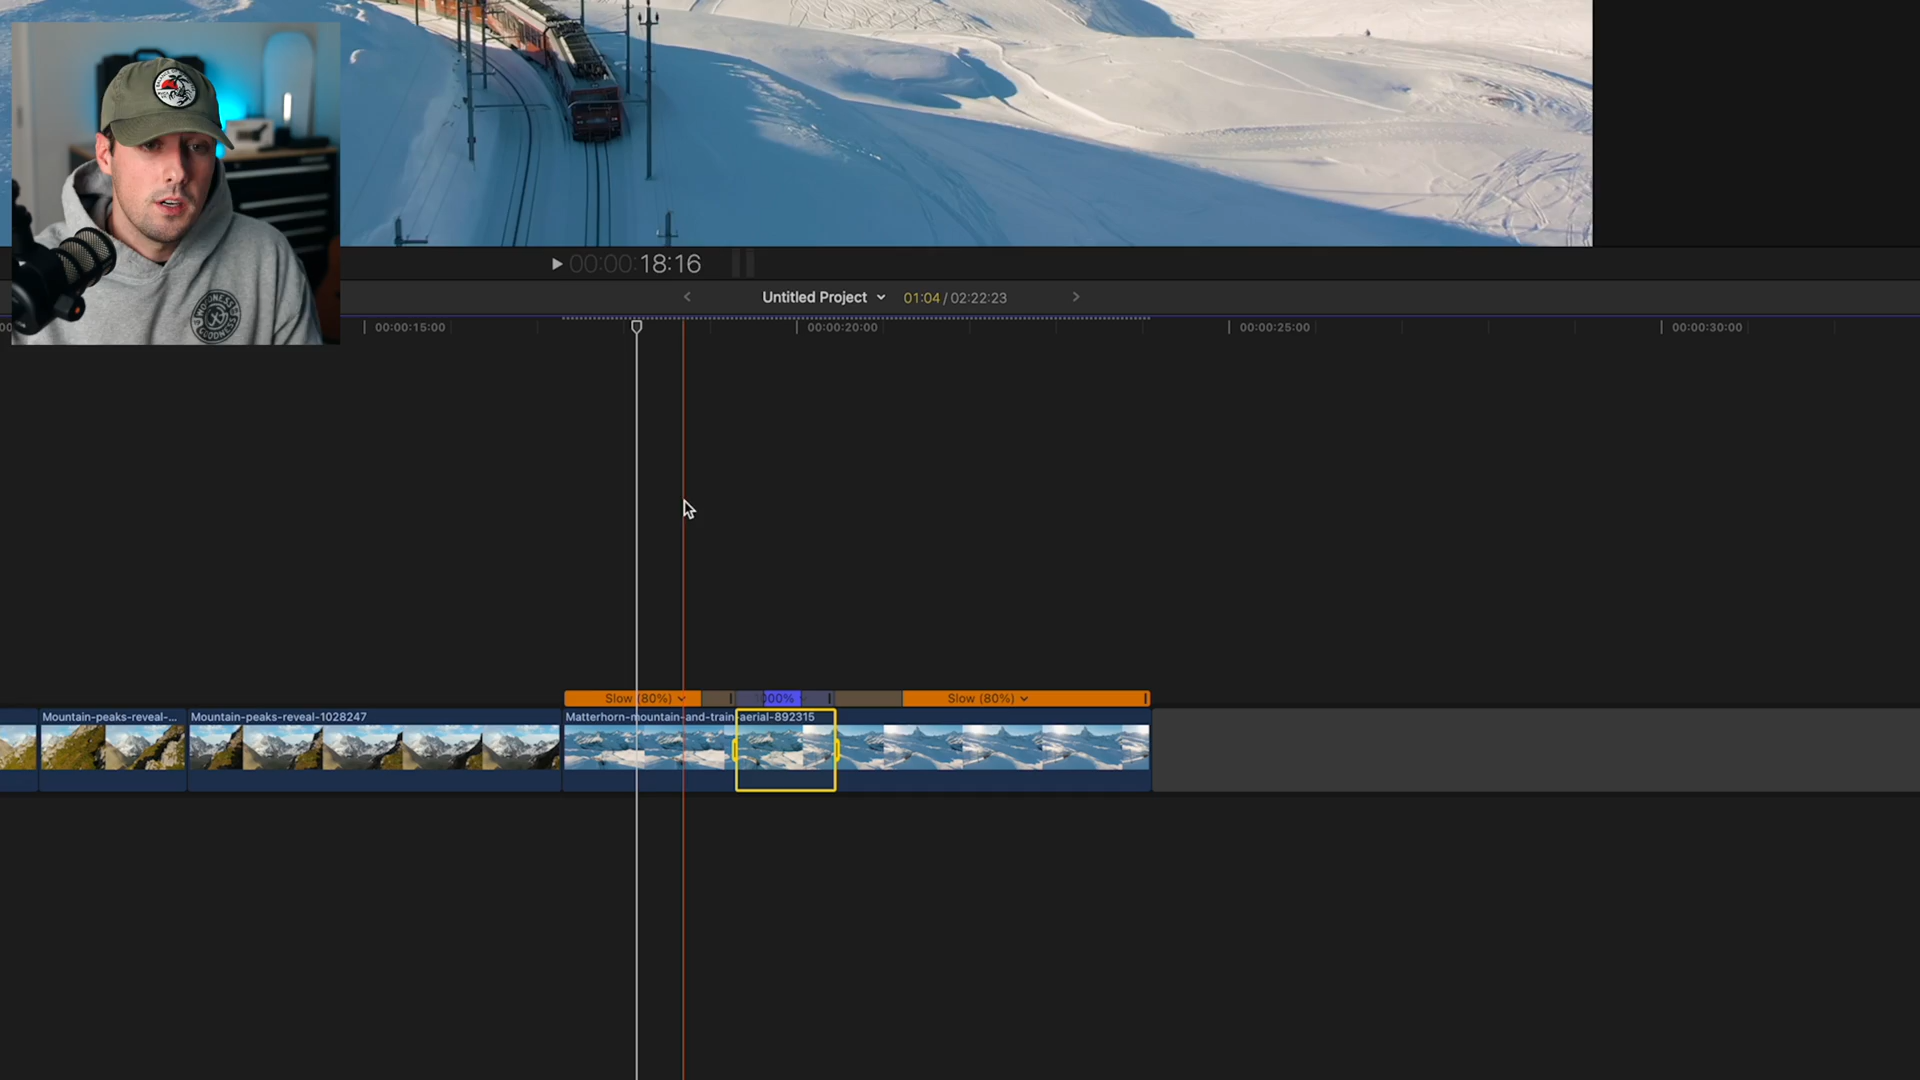 WOODNESS
GOODNESS
00:00:18:16
Untitled Project
01:04 / 02:22:23
00:00:15:00
00:00:20:00
00:00:25:00
00:00:30:00
Slow (80%)
Slow (80%)
Mountain-peaks-reveal-...
Mountain-peaks-reveal-1028247
Matterhorn-mountain-and-train-aerial-892315